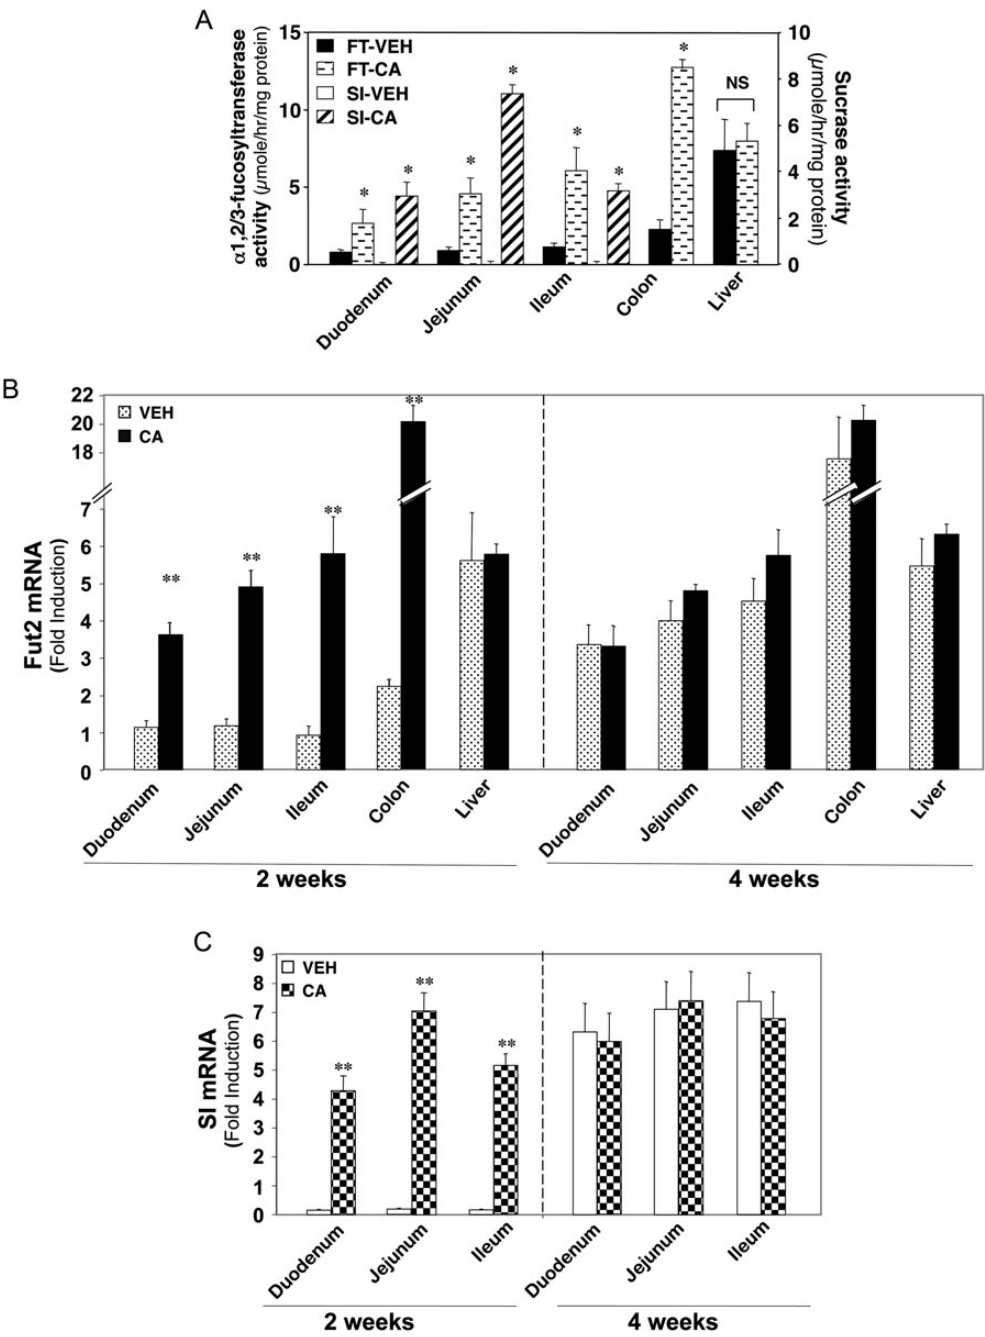 A
α1,2/3-fucosyltransferase
activity (µmole/hr/mg protein)
15
10
5
0
FT-VEH
FT-CA
SI-VEH
SI-CA
*
*
*
*
*
*
*
NS
10
8
6
4
2
0
Sucrase activity
(µmole/hr/mg protein)
Duodenum
Jejunum
Ileum
Colon
Liver
B
Fut2 mRNA
(Fold Induction)
22
20
18
7
6
5
4
3
2
1
0
VEH
CA
**
**
**
**
Duodenum
Jejunum
Ileum
Colon
Liver
Duodenum
Jejunum
Ileum
Colon
Liver
2 weeks
4 weeks
C
SI mRNA
(Fold Induction)
9
8
7
6
5
4
3
2
1
0
VEH
CA
**
**
**
Duodenum
Jejunum
Ileum
Duodenum
Jejunum
Ileum
2 weeks
4 weeks